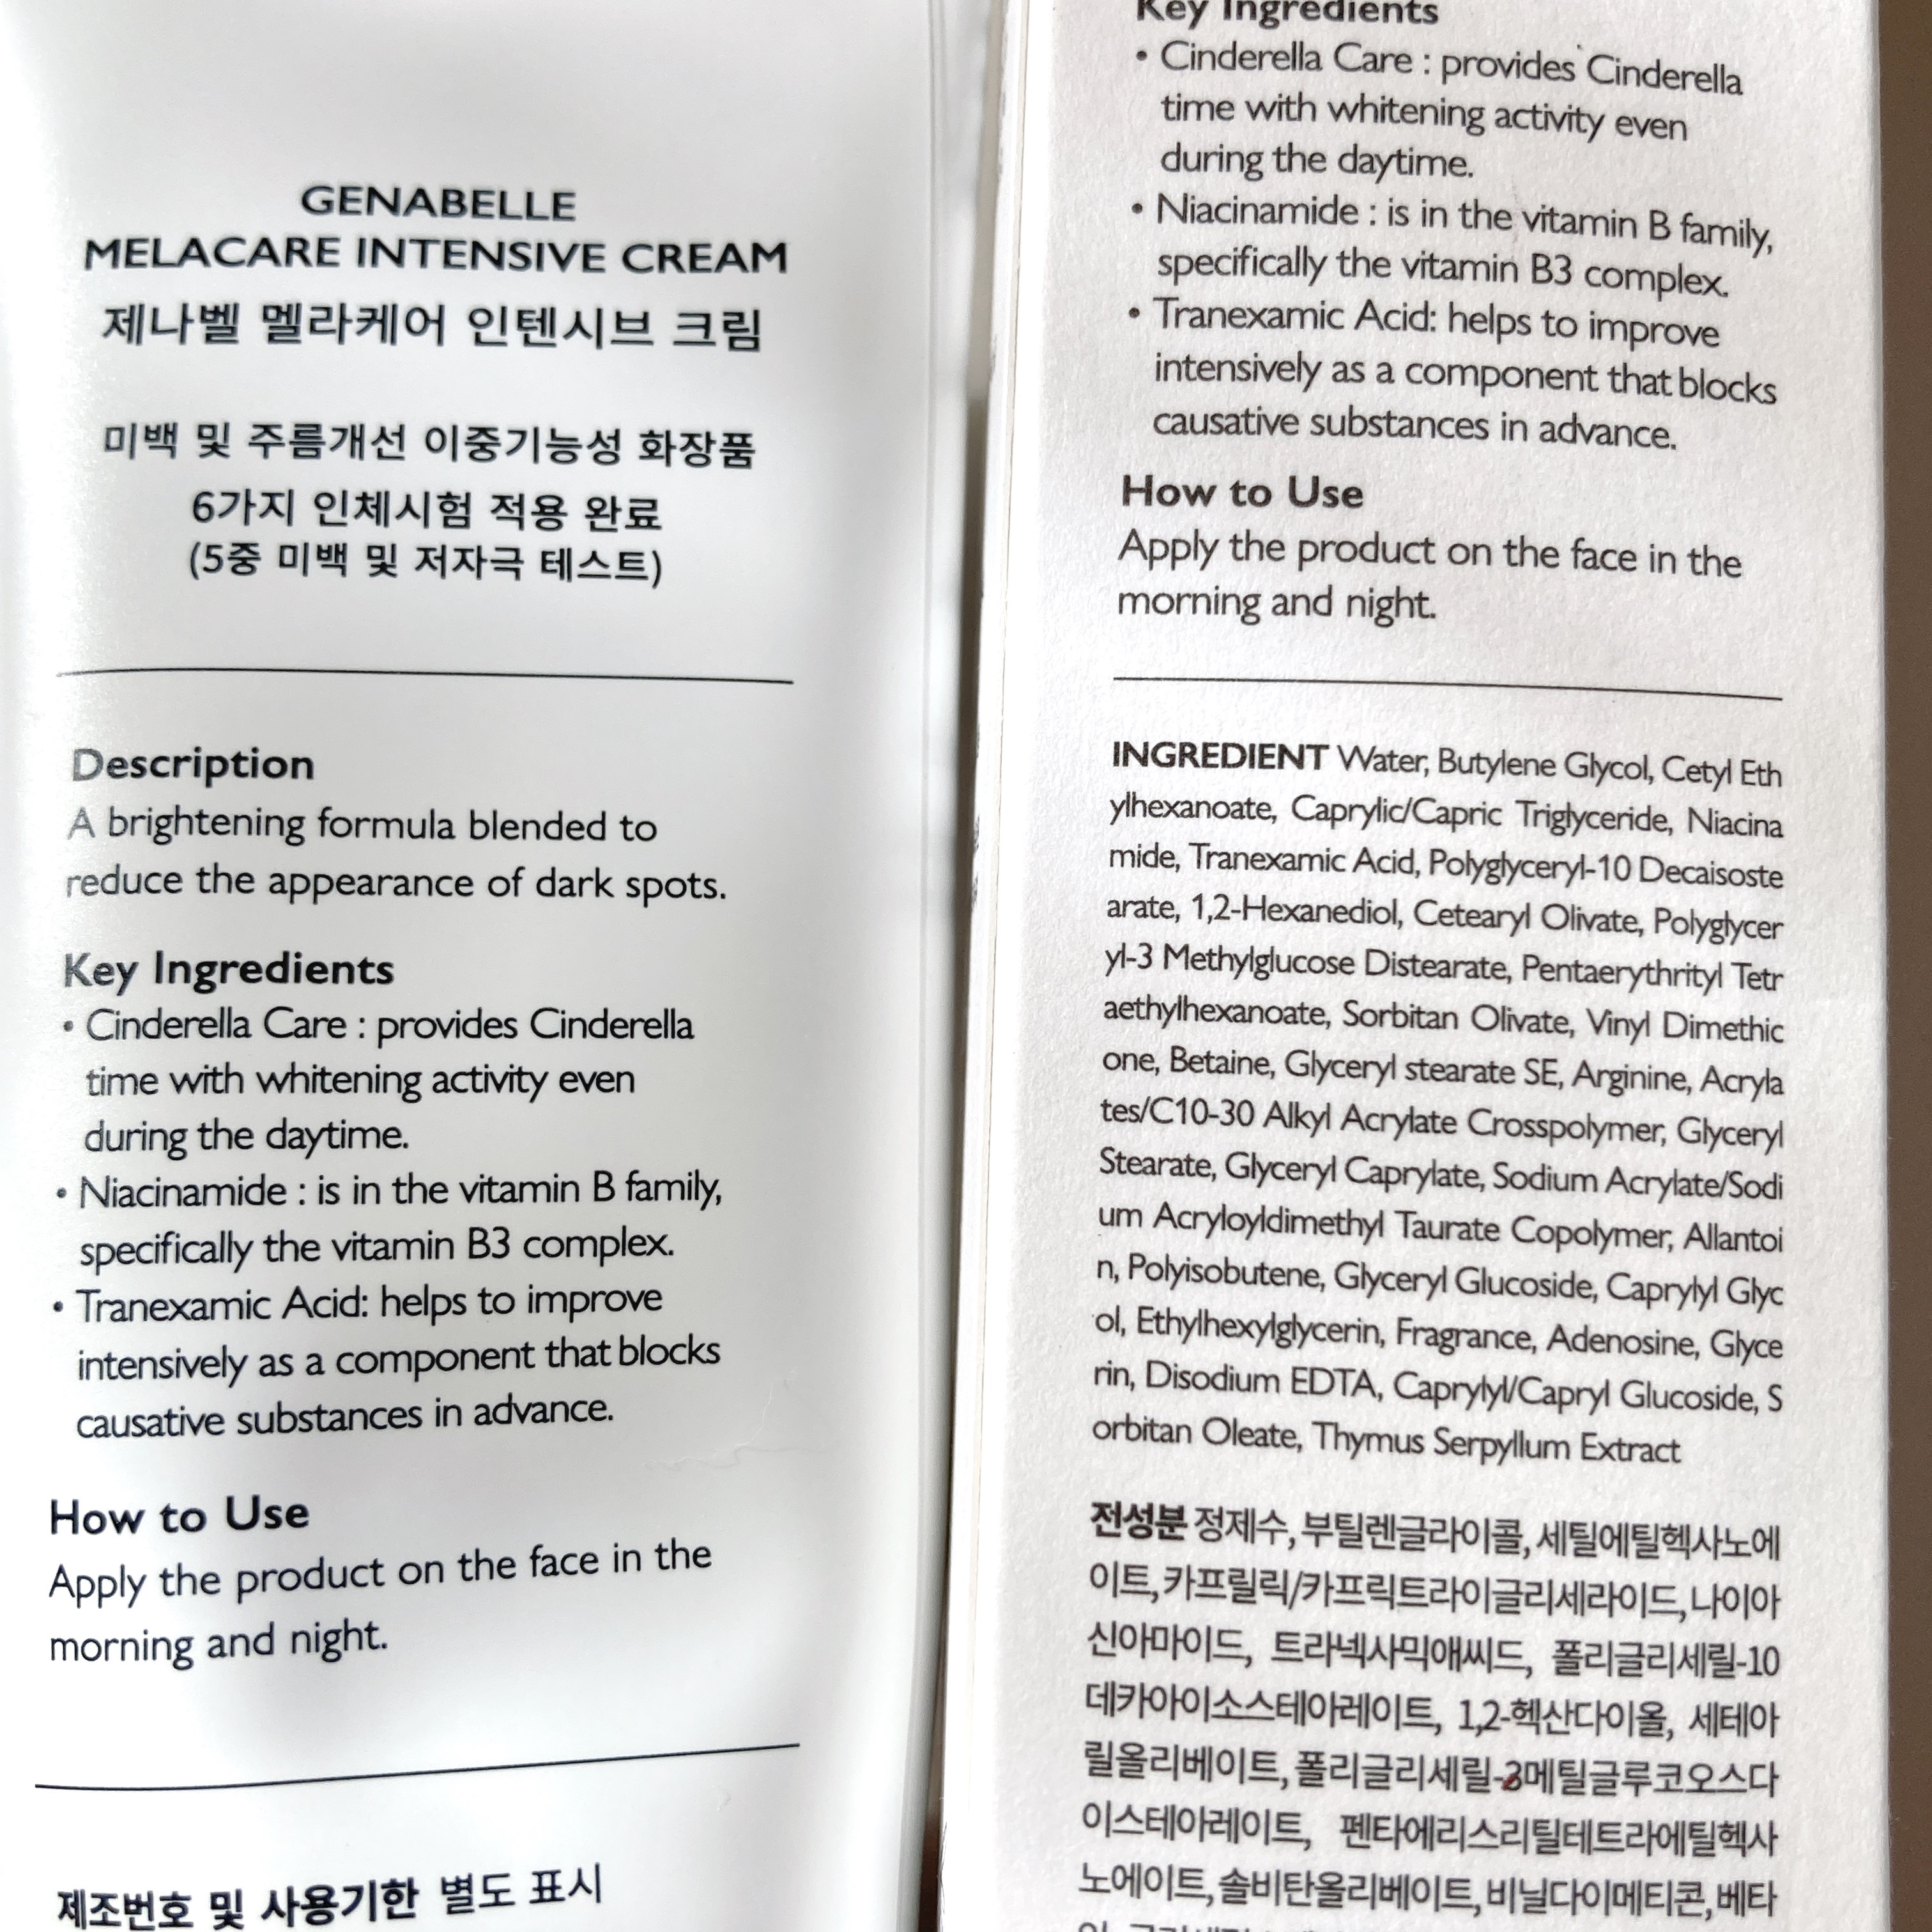 GENABELLE
MELACARE INTENSIVE CREAM
제나벨 멜라케어 인텐시브 크림
미백 및 주름개선 이중기능성 화장품
6가지 인체시험 적용 완료
(5중 미백 및 저자극 테스트)
Description
A brightening formula blended to
reduce the appearance of dark spots.
Key Ingredients
• Cinderella Care : provides Cinderella
time with whitening activity even
during the daytime.
• Niacinamide : is in the vitamin B family,
specifically the vitamin B3 complex.
• Tranexamic Acid: helps to improve
intensively as a component that blocks
causative substances in advance.
How to Use
Apply the product on the face in the
morning and night.
제조번호 및 사용기한 별도 표시
Key Ingredients
• Cinderella Care : provides Cinderella
time with whitening activity even
during the daytime.
• Niacinamide : is in the vitamin B family,
specifically the vitamin B3 complex.
• Tranexamic Acid: helps to improve
intensively as a component that blocks
causative substances in advance.
How to Use
Apply the product on the face in the
morning and night.
INGREDIENT Water, Butylene Glycol, Cetyl Eth
ylhexanoate, Caprylic/Capric Triglyceride, Niacina
mide, Tranexamic Acid, Polyglyceryl-10 Decaisoste
arate, 1,2-Hexanediol, Cetearyl Olivate, Polyglycer
yl-3 Methylglucose Distearate, Pentaerythrityl Tetr
aethylhexanoate, Sorbitan Olivate, Vinyl Dimethic
one, Betaine, Glyceryl stearate SE, Arginine, Acryla
tes/C10-30 Alkyl Acrylate Crosspolymer, Glyceryl
Stearate, Glyceryl Caprylate, Sodium Acrylate/Sodi
um Acryloyldimethyl Taurate Copolymer, Allantoi
n, Polyisobutene, Glyceryl Glucoside, Caprylyl Glyc
ol, Ethylhexylglycerin, Fragrance, Adenosine, Glyce
rin, Disodium EDTA, Caprylyl/Capryl Glucoside, S
orbitan Oleate, Thymus Serpyllum Extract
전성분 정제수, 부틸렌글라이콜, 세틸에틸헥사노에
이트, 카프릴릭/카프릭트라이글리세라이드, 나이아
신아마이드, 트라넥사믹애씨드, 폴리글리세릴-10
데카아이소스테아레이트, 1,2-헥산다이올, 세테아
릴올리베이트, 폴리글리세릴-3메틸글루코오스다
이스테아레이트, 펜타에리스리틸테트라에틸헥사
노에이트, 솔비탄올리베이트, 비닐다이메티콘, 베타